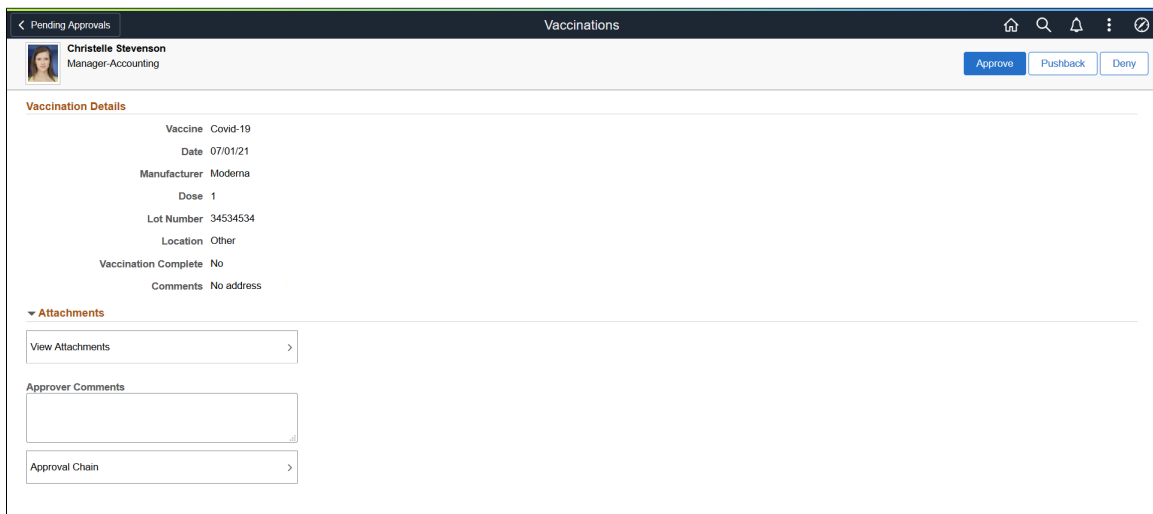 Pending Approvals
Vaccinations
Christelle Stevenson
Manager-Accounting
Approve
Pushback
Deny
Vaccination Details
Vaccine Covid-19
Date 07/01/21
Manufacturer Moderna
Dose 1
Lot Number 34534534
Location Other
Vaccination Complete No
Comments No address
Attachments
View Attachments
Approver Comments
Approval Chain